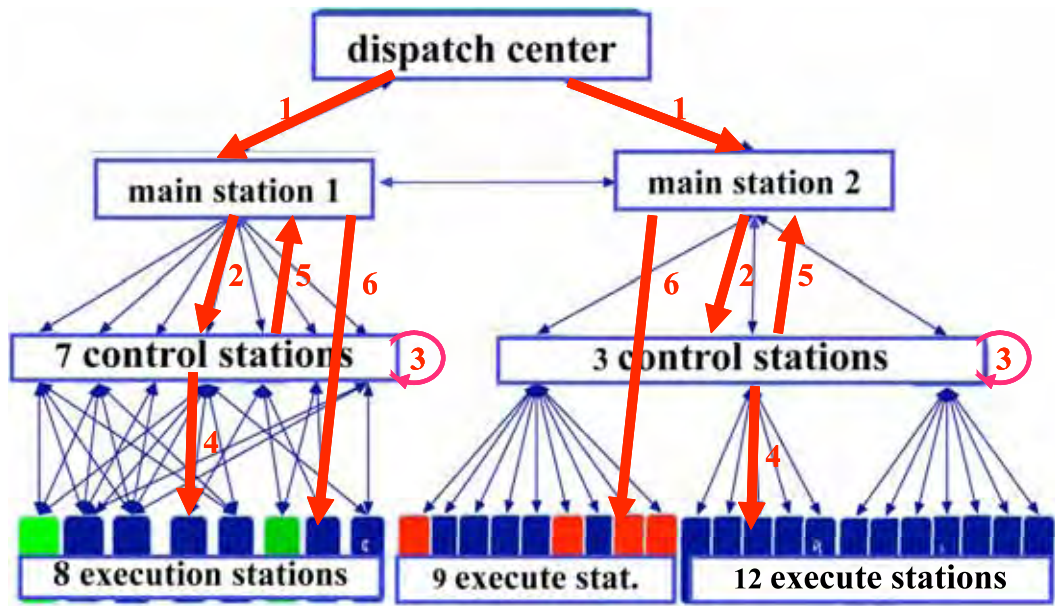 dispatch center
1
1
main station 1
main station 2
2
5
6
6
2
5
7 control stations
3
3 control stations
3
4
4
8 execution stations
9 execute stat.
12 execute stations